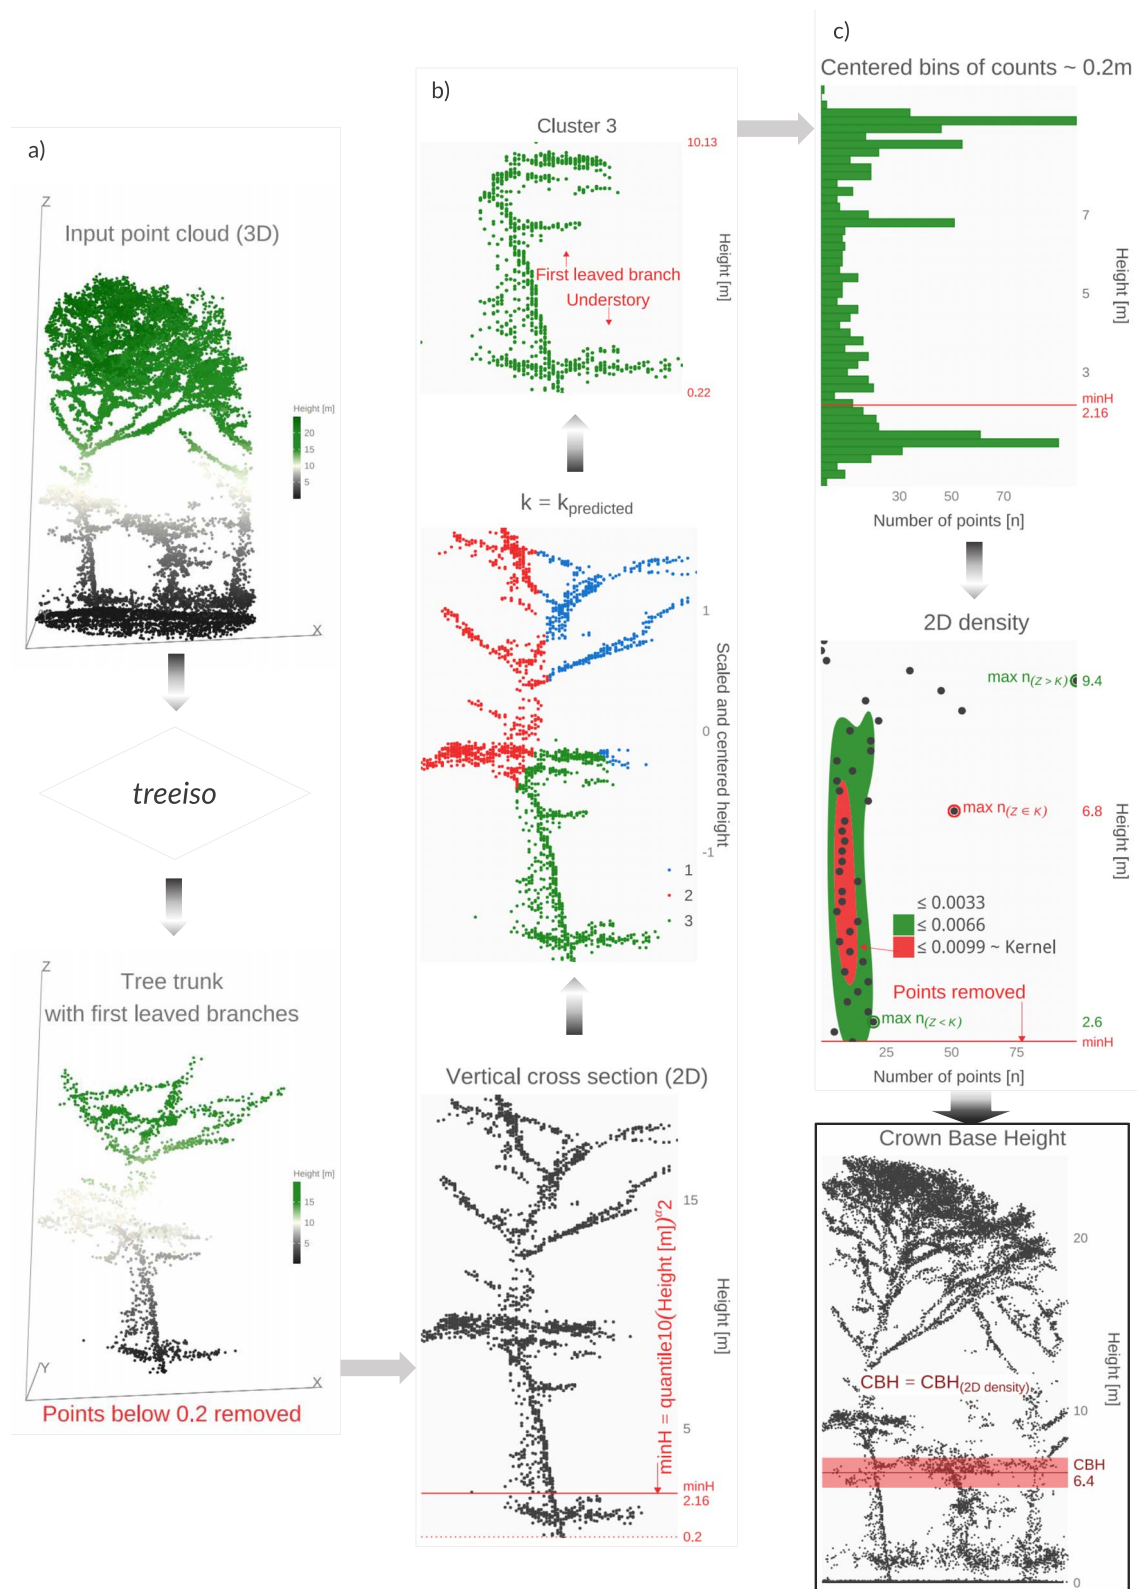 a)
Z
Input point cloud (3D)
Height [m]
20
15
10
5
X
treeiso
Z
Tree trunk
with first leaved branches
Height [m]
15
10
5
Y
X
Points below 0.2 removed
b)
Cluster 3
10.13
Height [m]
First leaved branch
Understory
0.22
k = kpredicted
1
0
-1
Scaled and centered height
1
2
3
Vertical cross section (2D)
15
5
Height [m]
minH = quantile10(Height [m])^α2
minH
2.16
0.2
c)
Centered bins of counts ~ 0.2m
7
5
3
Height [m]
minH
2.16
30 50 70
Number of points [n]
2D density
max n(Z > K) 9.4
max n(Z ∈ K) 6.8
Height [m]
≤ 0.0033
≤ 0.0066
≤ 0.0099 ~ Kernel
Points removed
max n(Z < K) 2.6
minH
25 50 75
Number of points [n]
Crown Base Height
20
Height [m]
CBH = CBH(2D density)
10
CBH
6.4
0